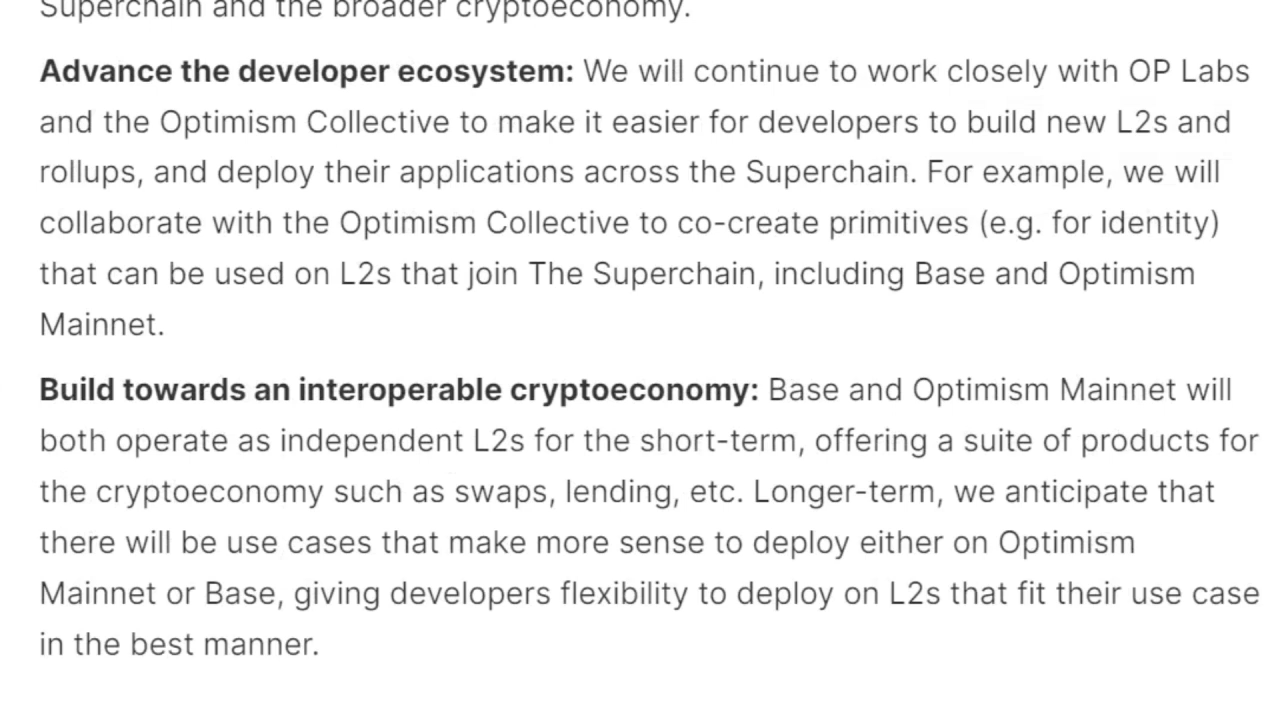 Superchain and the broader cryptoeconomy.
Advance the developer ecosystem: We will continue to work closely with OP Labs
and the Optimism Collective to make it easier for developers to build new L2s and
rollups, and deploy their applications across the Superchain. For example, we will
collaborate with the Optimism Collective to co-create primitives (e.g. for identity)
that can be used on L2s that join The Superchain, including Base and Optimism
Mainnet.
Build towards an interoperable cryptoeconomy: Base and Optimism Mainnet will
both operate as independent L2s for the short-term, offering a suite of products for
the cryptoeconomy such as swaps, lending, etc. Longer-term, we anticipate that
there will be use cases that make more sense to deploy either on Optimism
Mainnet or Base, giving developers flexibility to deploy on L2s that fit their use case
in the best manner.